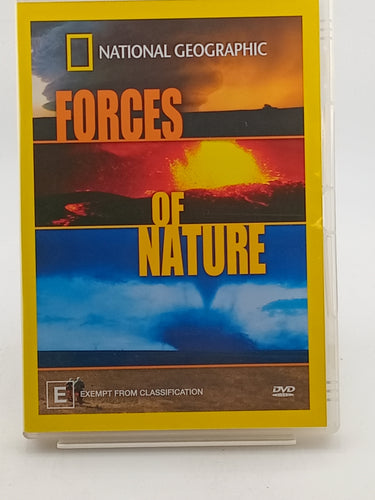 NATIONAL GEOGRAPHIC
FORCES
OF
NATURE
E EXEMPT FROM CLASSIFICATION
DVD